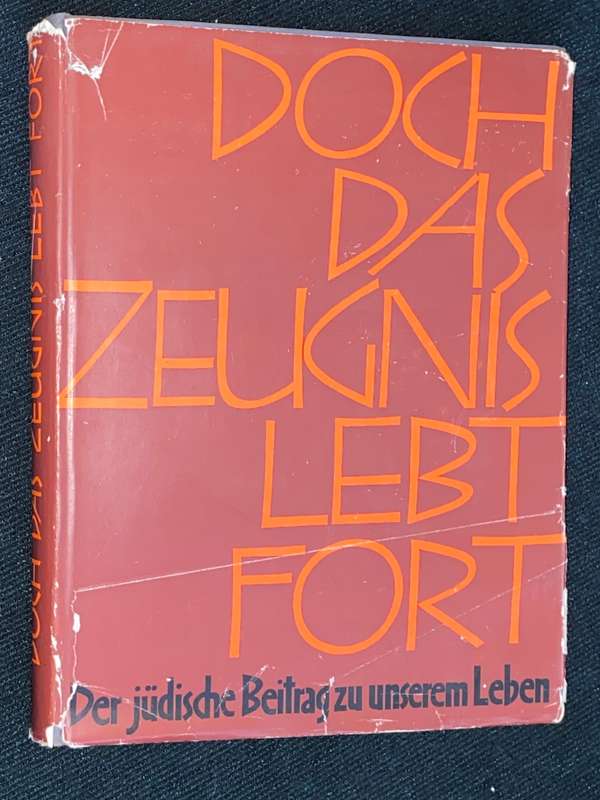 DOCH
DAS
ZEUGNIS
LEBT
FORT
Der jüdische Beitrag zu unserem Leben
DOCH DAS ZEUGNIS LEBT FORT